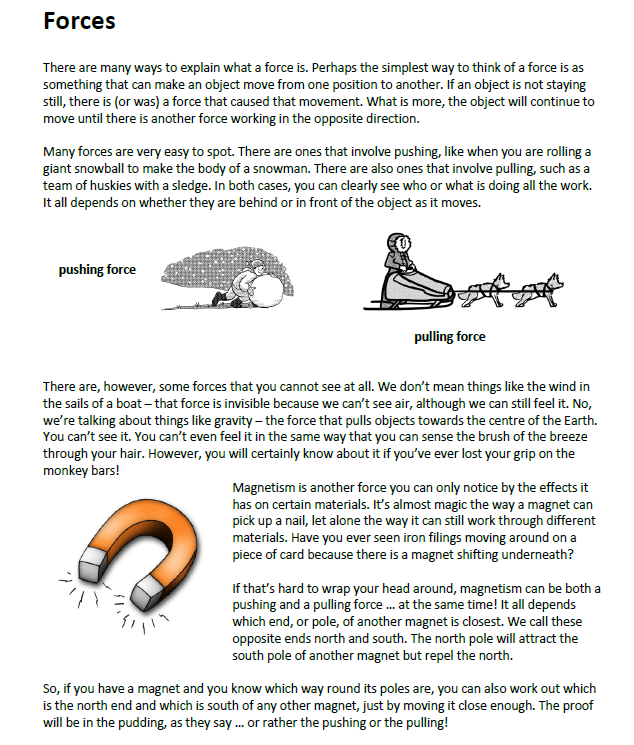 Forces
There are many ways to explain what a force is. Perhaps the simplest way to think of a force is as
something that can make an object move from one position to another. If an object is not staying
still, there is (or was) a force that caused that movement. What is more, the object will continue to
move until there is another force working in the opposite direction.
Many forces are very easy to spot. There are ones that involve pushing, like when you are rolling a
giant snowball to make the body of a snowman. There are also ones that involve pulling, such as a
team of huskies with a sledge. In both cases, you can clearly see who or what is doing all the work.
It all depends on whether they are behind or in front of the object as it moves.
pushing force
pulling force
There are, however, some forces that you cannot see at all. We don’t mean things like the wind in
the sails of a boat – that force is invisible because we can’t see air, although we can still feel it. No,
we’re talking about things like gravity – the force that pulls objects towards the centre of the Earth.
You can’t see it. You can’t even feel it in the same way that you can sense the brush of the breeze
through your hair. However, you will certainly know about it if you’ve ever lost your grip on the
monkey bars!
Magnetism is another force you can only notice by the effects it
has on certain materials. It’s almost magic the way a magnet can
pick up a nail, let alone the way it can still work through different
materials. Have you ever seen iron filings moving around on a
piece of card because there is a magnet shifting underneath?
If that’s hard to wrap your head around, magnetism can be both a
pushing and a pulling force … at the same time! It all depends
which end, or pole, of another magnet is closest. We call these
opposite ends north and south. The north pole will attract the
south pole of another magnet but repel the north.
So, if you have a magnet and you know which way round its poles are, you can also work out which
is the north end and which is south of any other magnet, just by moving it close enough. The proof
will be in the pudding, as they say … or rather the pushing or the pulling!